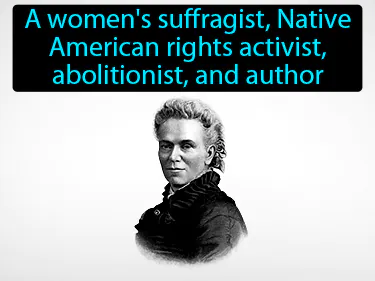 A women's suffragist, Native
American rights activist,
abolitionist, and author